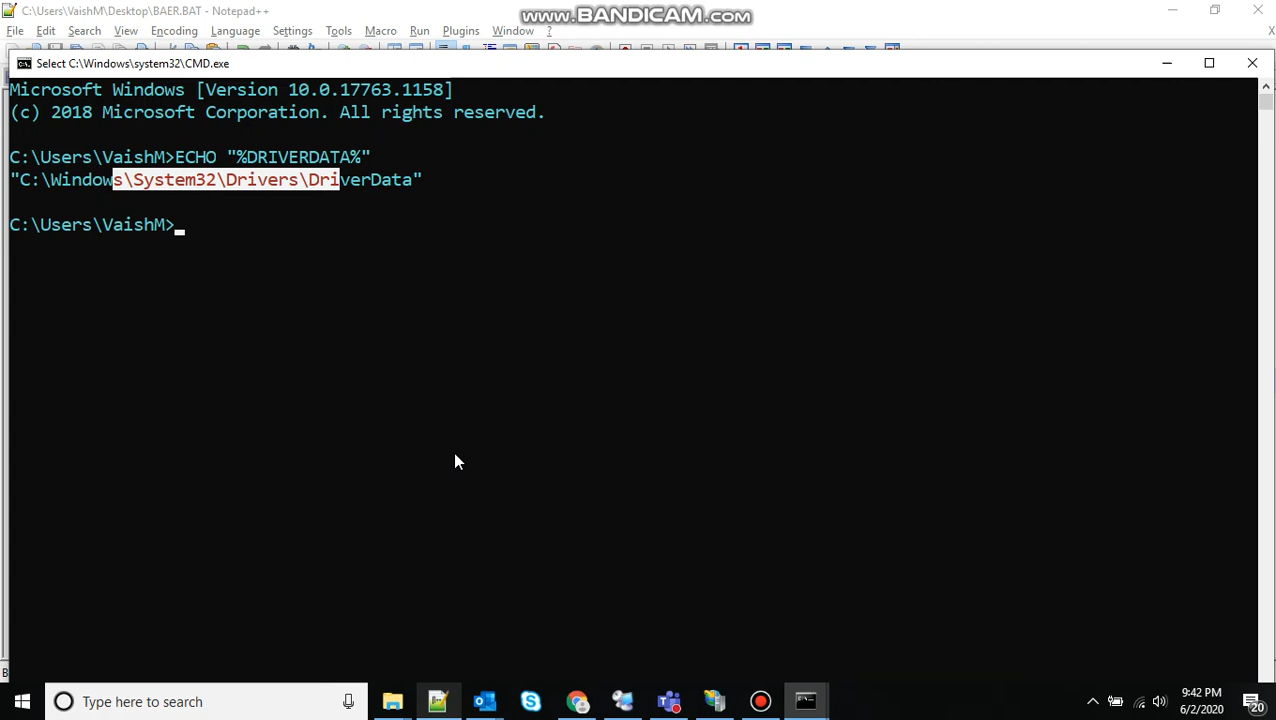 C:\Users\VaishM\Desktop\BAER.BAT - Notepad++
www.BANDICAM.com
File Edit Search View Encoding Language Settings Tools Macro Run Plugins Window ? X
Select C:\Windows\system32\CMD.exe
Microsoft Windows [Version 10.0.17763.1158]
(c) 2018 Microsoft Corporation. All rights reserved.
C:\Users\VaishM>ECHO "%DRIVERDATA%"
"C:\Windows\System32\Drivers\DriverData"
C:\Users\VaishM>
Type here to search
9:42 PM
6/2/2020
20